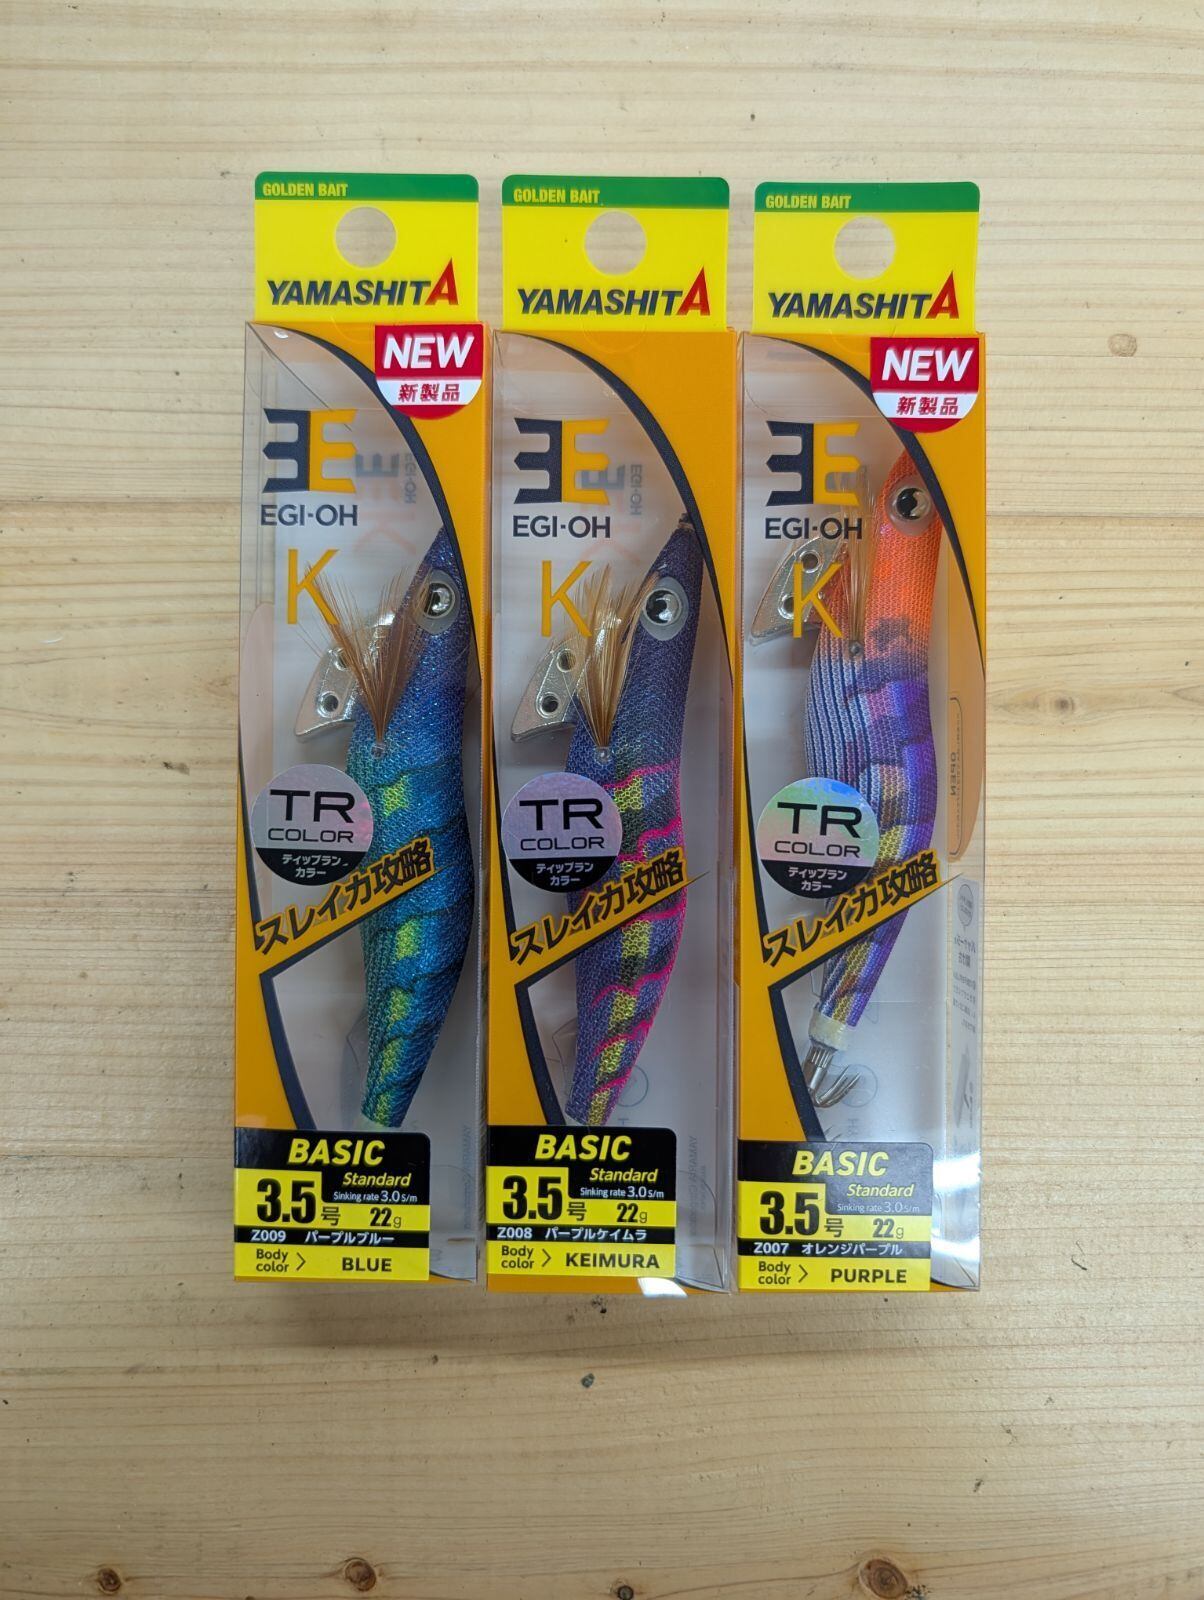 GOLDEN BAIT
YAMASHITA
NEW
新製品
EGI-OH
K
TR
COLOR
ティップラン
カラー
スレイカ攻略
BASIC
Standard
3.5号
Sinking rate 3.0 s/m
22g
Z009 パープルブルー
Body
color > BLUE
GOLDEN BAIT
YAMASHITA
EGI-OH
K
TR
COLOR
ティップラン
カラー
スレイカ攻略
BASIC
Standard
3.5号
Sinking rate 3.0 s/m
22g
Z008 パープルケイムラ
Body
color > KEIMURA
GOLDEN BAIT
YAMASHITA
NEW
新製品
EGI-OH
K
OPEN
TR
COLOR
ティップラン
カラー
スレイカ攻略
BASIC
Standard
3.5号
Sinking rate 3.0 s/m
22g
Z007 オレンジパープル
Body
color > PURPLE